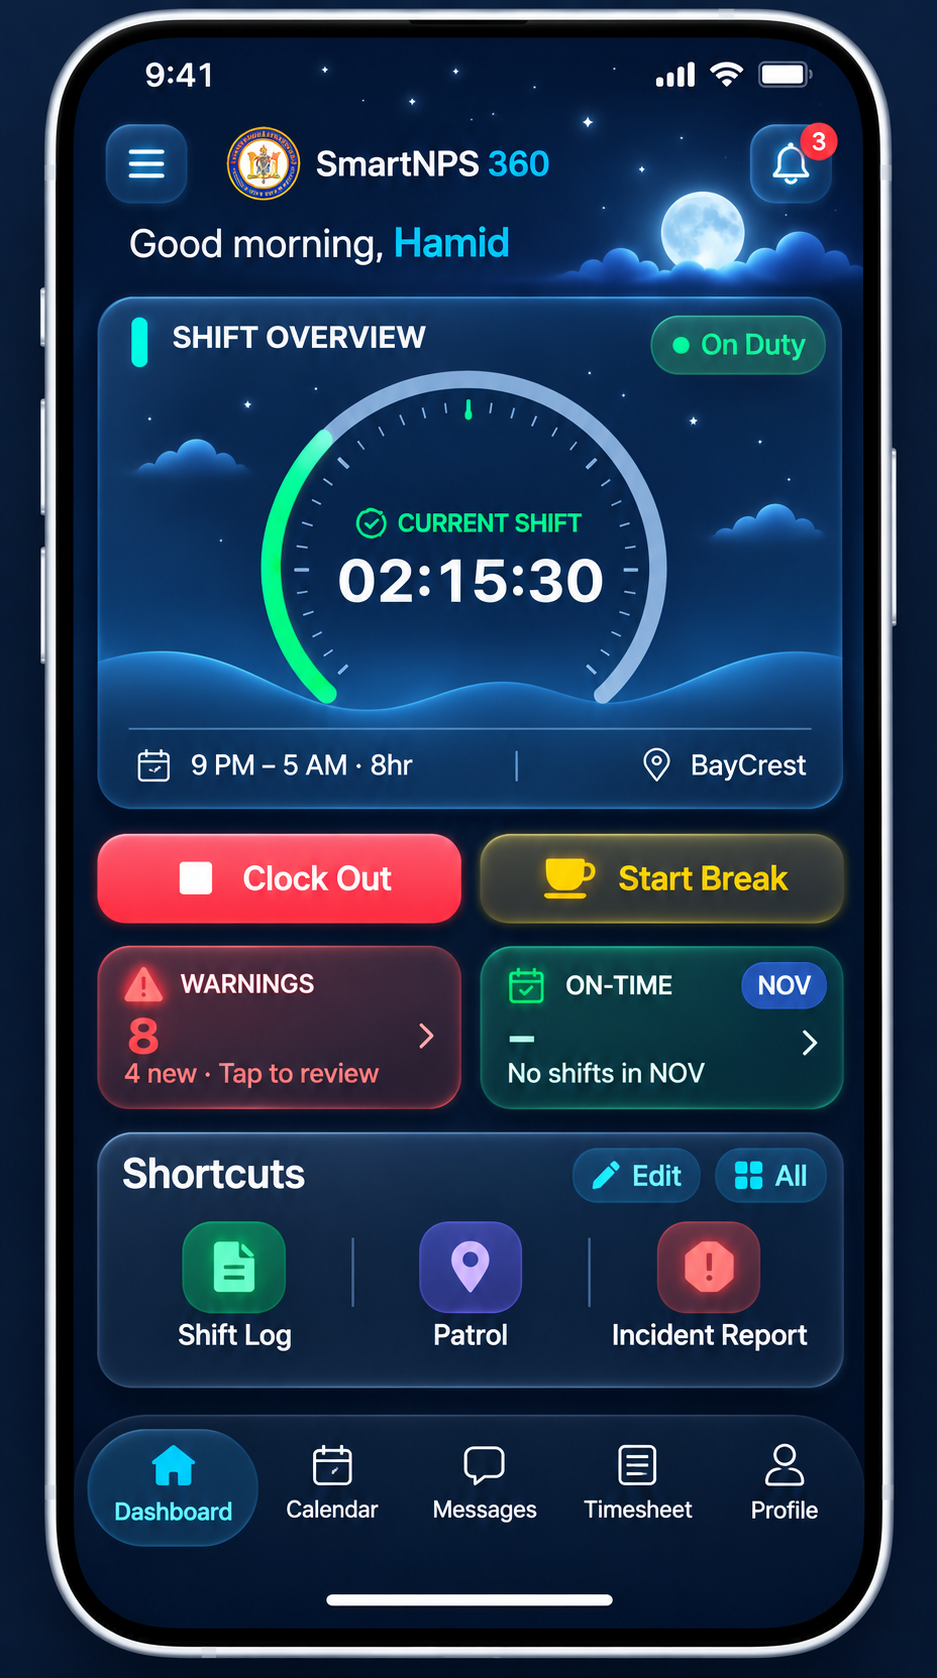 9:41
SmartNPS 360
3
Good morning, Hamid
SHIFT OVERVIEW
On Duty
CURRENT SHIFT
02:15:30
9 PM – 5 AM · 8hr
BayCrest
Clock Out
Start Break
WARNINGS
8
4 new · Tap to review
ON-TIME
NOV
–
No shifts in NOV
Shortcuts
Edit
All
Shift Log
Patrol
Incident Report
Dashboard
Calendar
Messages
Timesheet
Profile